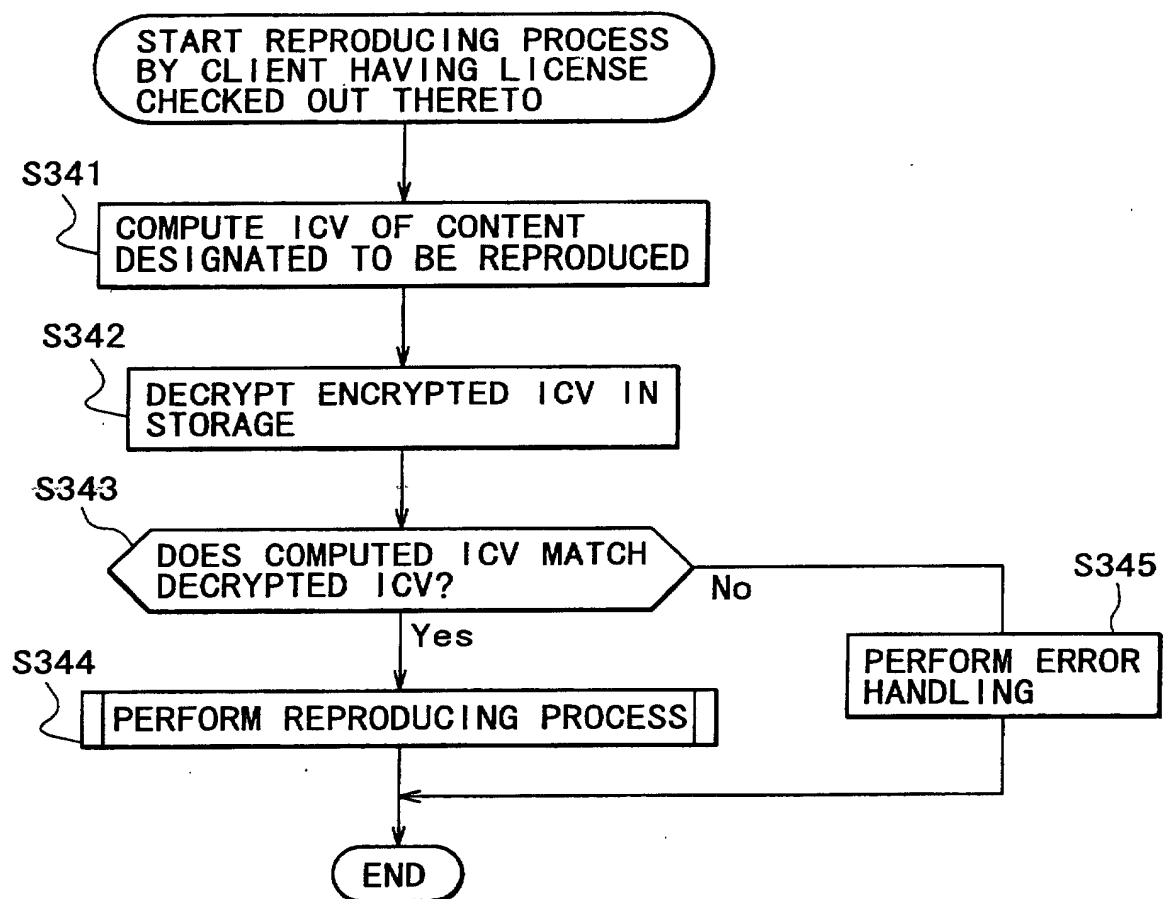 START REPRODUCING PROCESS
BY CLIENT HAVING LICENSE
CHECKED OUT THERETO
S341
COMPUTE ICV OF CONTENT
DESIGNATED TO BE REPRODUCED
S342
DECRYPT ENCRYPTED ICV IN
STORAGE
S343
DOES COMPUTED ICV MATCH
DECRYPTED ICV?
No
Yes
S345
PERFORM ERROR
HANDLING
S344
PERFORM REPRODUCING PROCESS
END